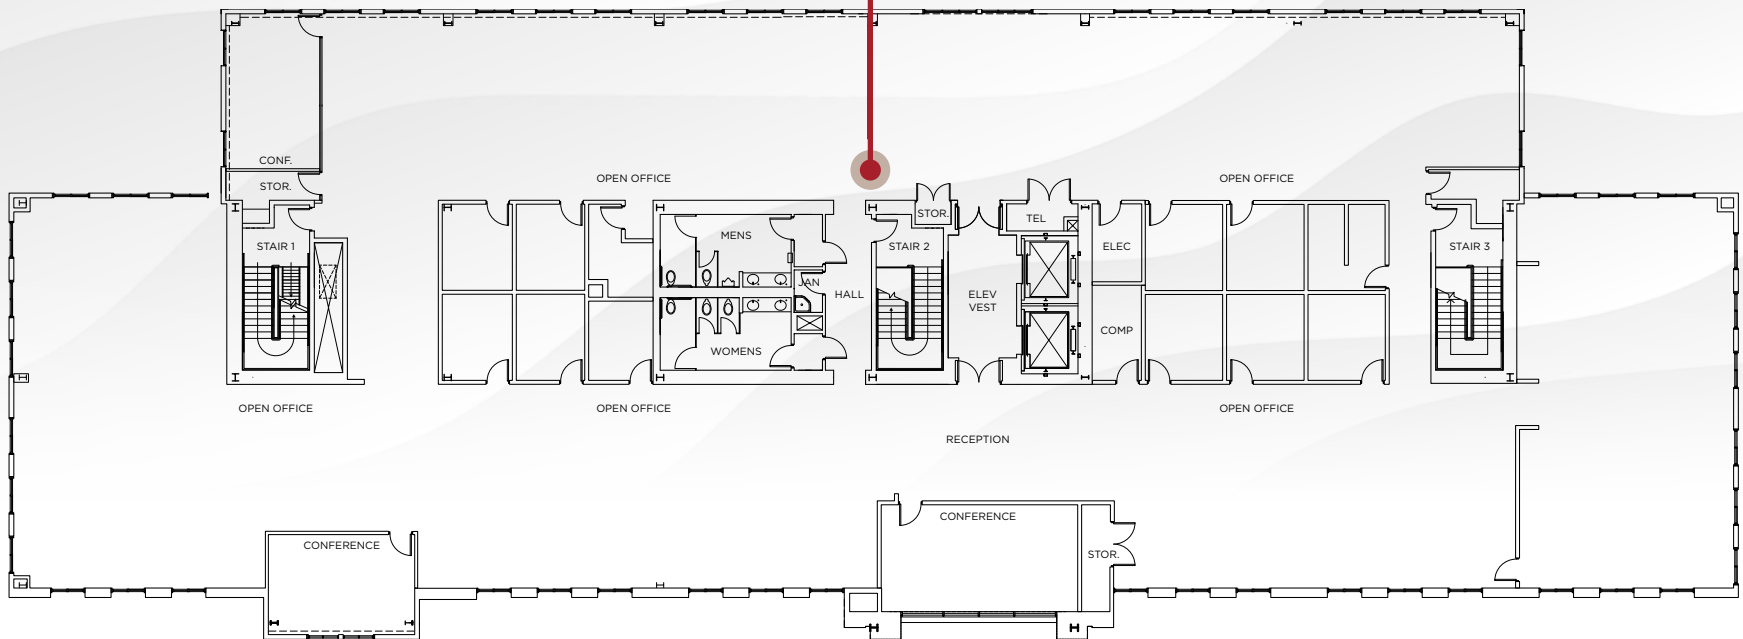 CONF.
STOR.
OPEN OFFICE
OPEN OFFICE
STOR.
TEL
MENS
STAIR 1
STAIR 2
ELEC
STAIR 3
JAN
HALL
ELEV
VEST
COMP
WOMENS
OPEN OFFICE
OPEN OFFICE
OPEN OFFICE
RECEPTION
CONFERENCE
CONFERENCE
STOR.